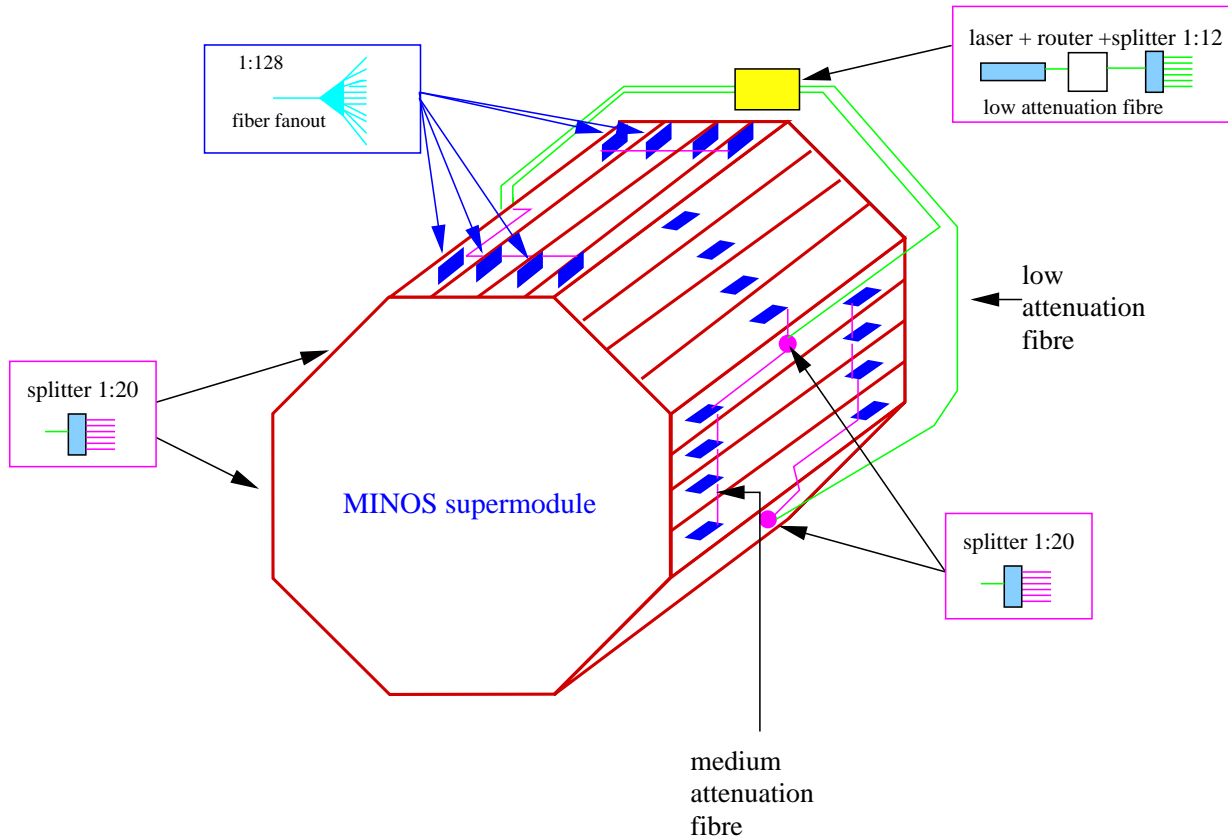 laser + router +splitter 1:12
low attenuation fibre
1:128
fiber fanout
low
attenuation
fibre
splitter 1:20
MINOS supermodule
splitter 1:20
medium
attenuation
fibre